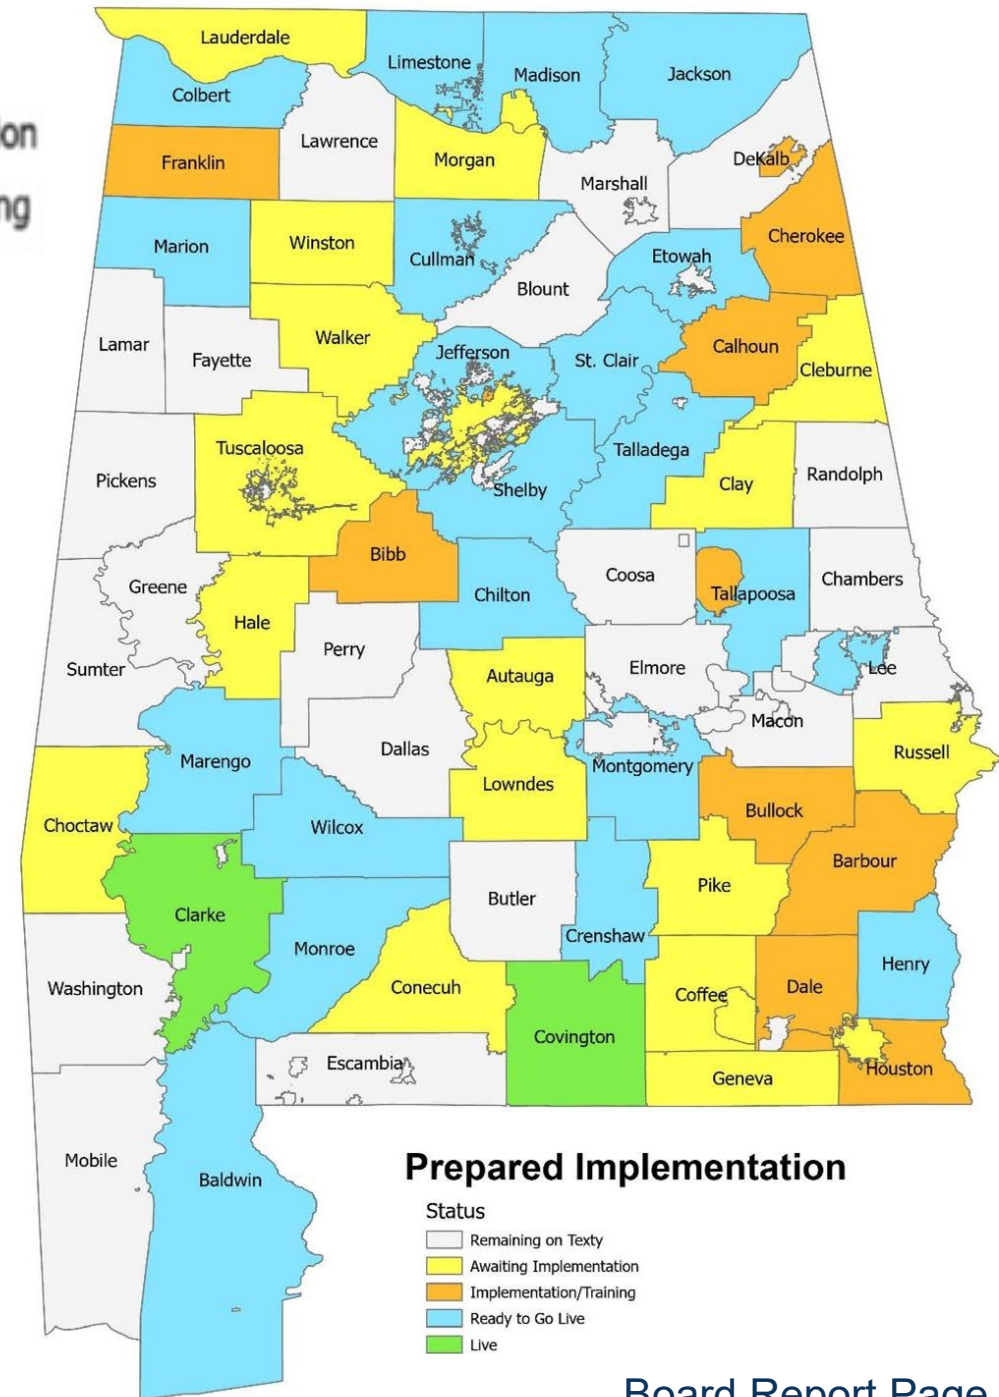 Lauderdale
Limestone
Madison
Jackson
Colbert
on
Lawrence
DeKalb
Franklin
Morgan
Marshall
ng
Cherokee
Marion
Winston
Cullman
Etowah
Blount
Lamar
Fayette
Walker
Jefferson
St. Clair
Calhoun
Cleburne
Pickens
Tuscaloosa
Talladega
Shelby
Clay
Randolph
Greene
Bibb
Chilton
Coosa
Tallapoosa
Chambers
Hale
Sumter
Perry
Autauga
Elmore
Lee
Macon
Marengo
Dallas
Lowndes
Montgomery
Russell
Choctaw
Wilcox
Bullock
Barbour
Clarke
Butler
Pike
Crenshaw
Monroe
Henry
Washington
Conecuh
Coffee
Dale
Covington
Escambia
Geneva
Houston
Mobile
Baldwin
Prepared Implementation
Status
Remaining on Texty
Awaiting Implementation
Implementation/Training
Ready to Go Live
Live
Board Report Page